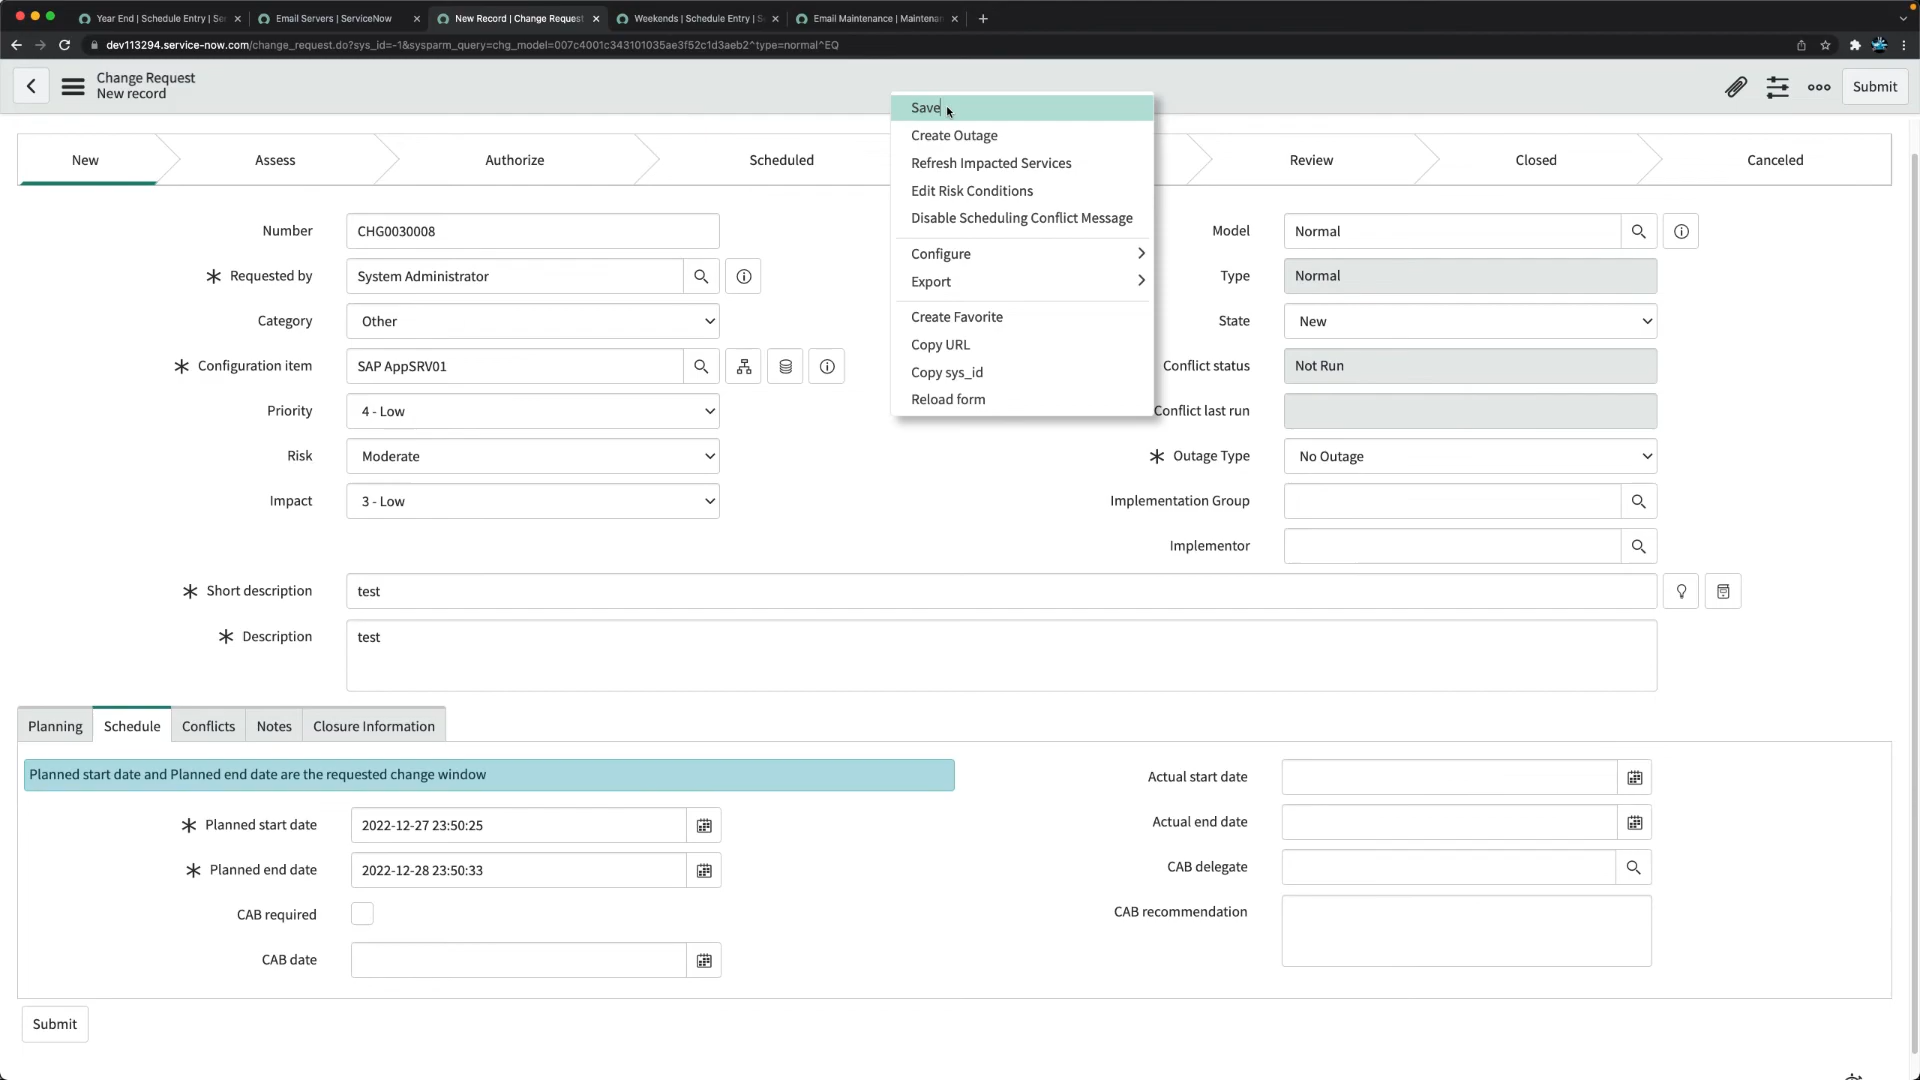 Year End | Schedule Entry | Se
Email Servers | ServiceNow
New Record | Change Request
Weekends | Schedule Entry | S
Email Maintenance | Maintenan
dev113294.service-now.com/change_request.do?sys_id=-1&sysparm_query=chg_model=007c4001c343101035ae3f52c1d3aeb2^type=normal^EQ
Change Request
New record
Submit
New
Assess
Authorize
Scheduled
Review
Closed
Canceled
Save
Create Outage
Refresh Impacted Services
Edit Risk Conditions
Disable Scheduling Conflict Message
Configure
Export
Create Favorite
Copy URL
Copy sys_id
Reload form
Number
CHG0030008
Requested by
System Administrator
Category
Other
Configuration item
SAP AppSRV01
Priority
4 - Low
Risk
Moderate
Impact
3 - Low
Model
Normal
Type
Normal
State
New
Conflict status
Not Run
Conflict last run
Outage Type
No Outage
Implementation Group
Implementor
Short description
test
Description
test
Planning
Schedule
Conflicts
Notes
Closure Information
Planned start date and Planned end date are the requested change window
Planned start date
2022-12-27 23:50:25
Planned end date
2022-12-28 23:50:33
CAB required
CAB date
Actual start date
Actual end date
CAB delegate
CAB recommendation
Submit